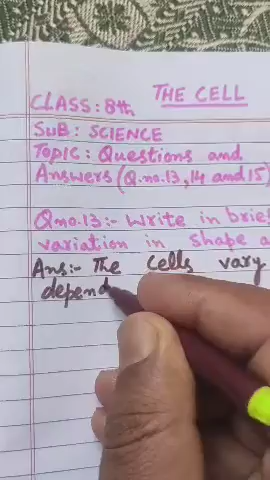 THE CELL
CLASS: 8th
SUB: SCIENCE
TOPIC: Questions and
Answers (Q.no.13, 14 and 15)
Q.no.13:- Write in brief
variation in shape a
Ans:- The cells vary
depend